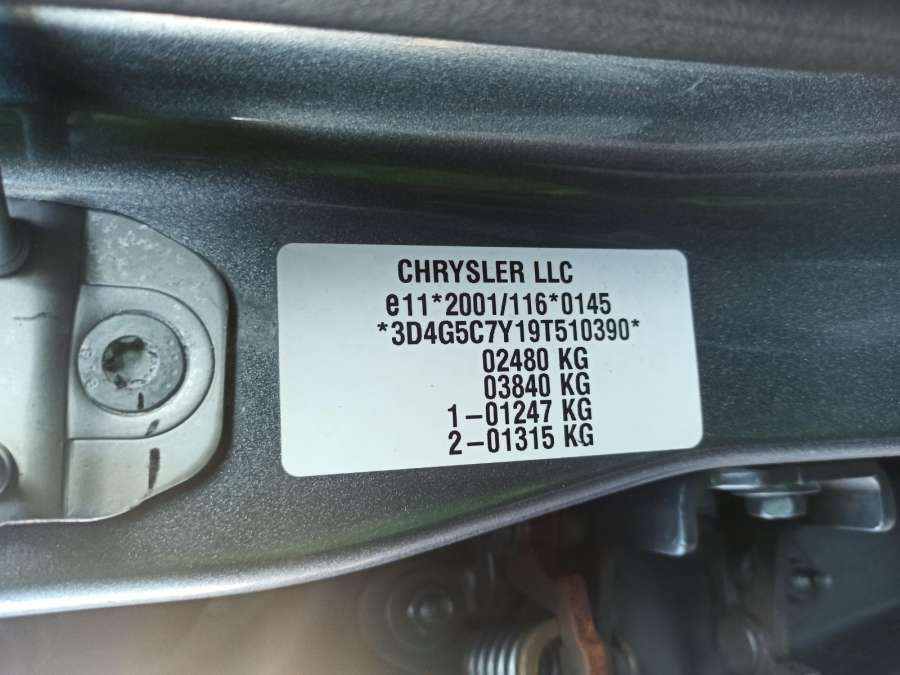 CHRYSLER LLC
e11*2001/116*0145
*3D4G5C7Y19T510390*
02480 KG
03840 KG
1-01247 KG
2-01315 KG